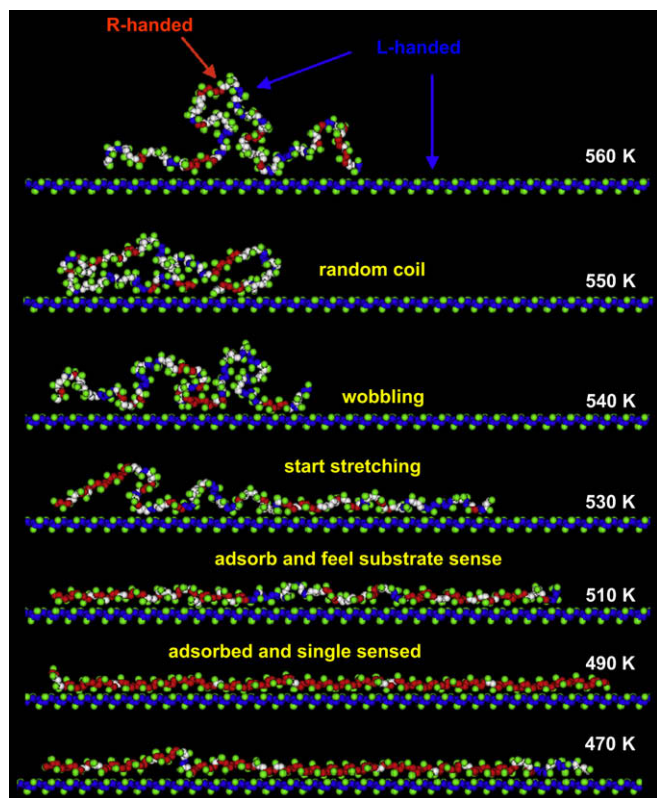 R-handed
L-handed
560 K
random coil
550 K
wobbling
540 K
start stretching
530 K
adsorb and feel substrate sense
510 K
adsorbed and single sensed
490 K
470 K